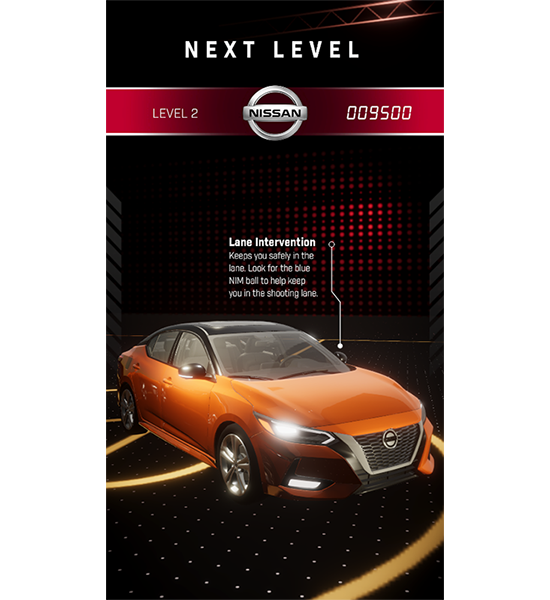 NEXT LEVEL
LEVEL 2
NISSAN
009500
Lane Intervention
Keeps you safely in the
lane. Look for the blue
NIM ball to help keep
you in the shooting lane.